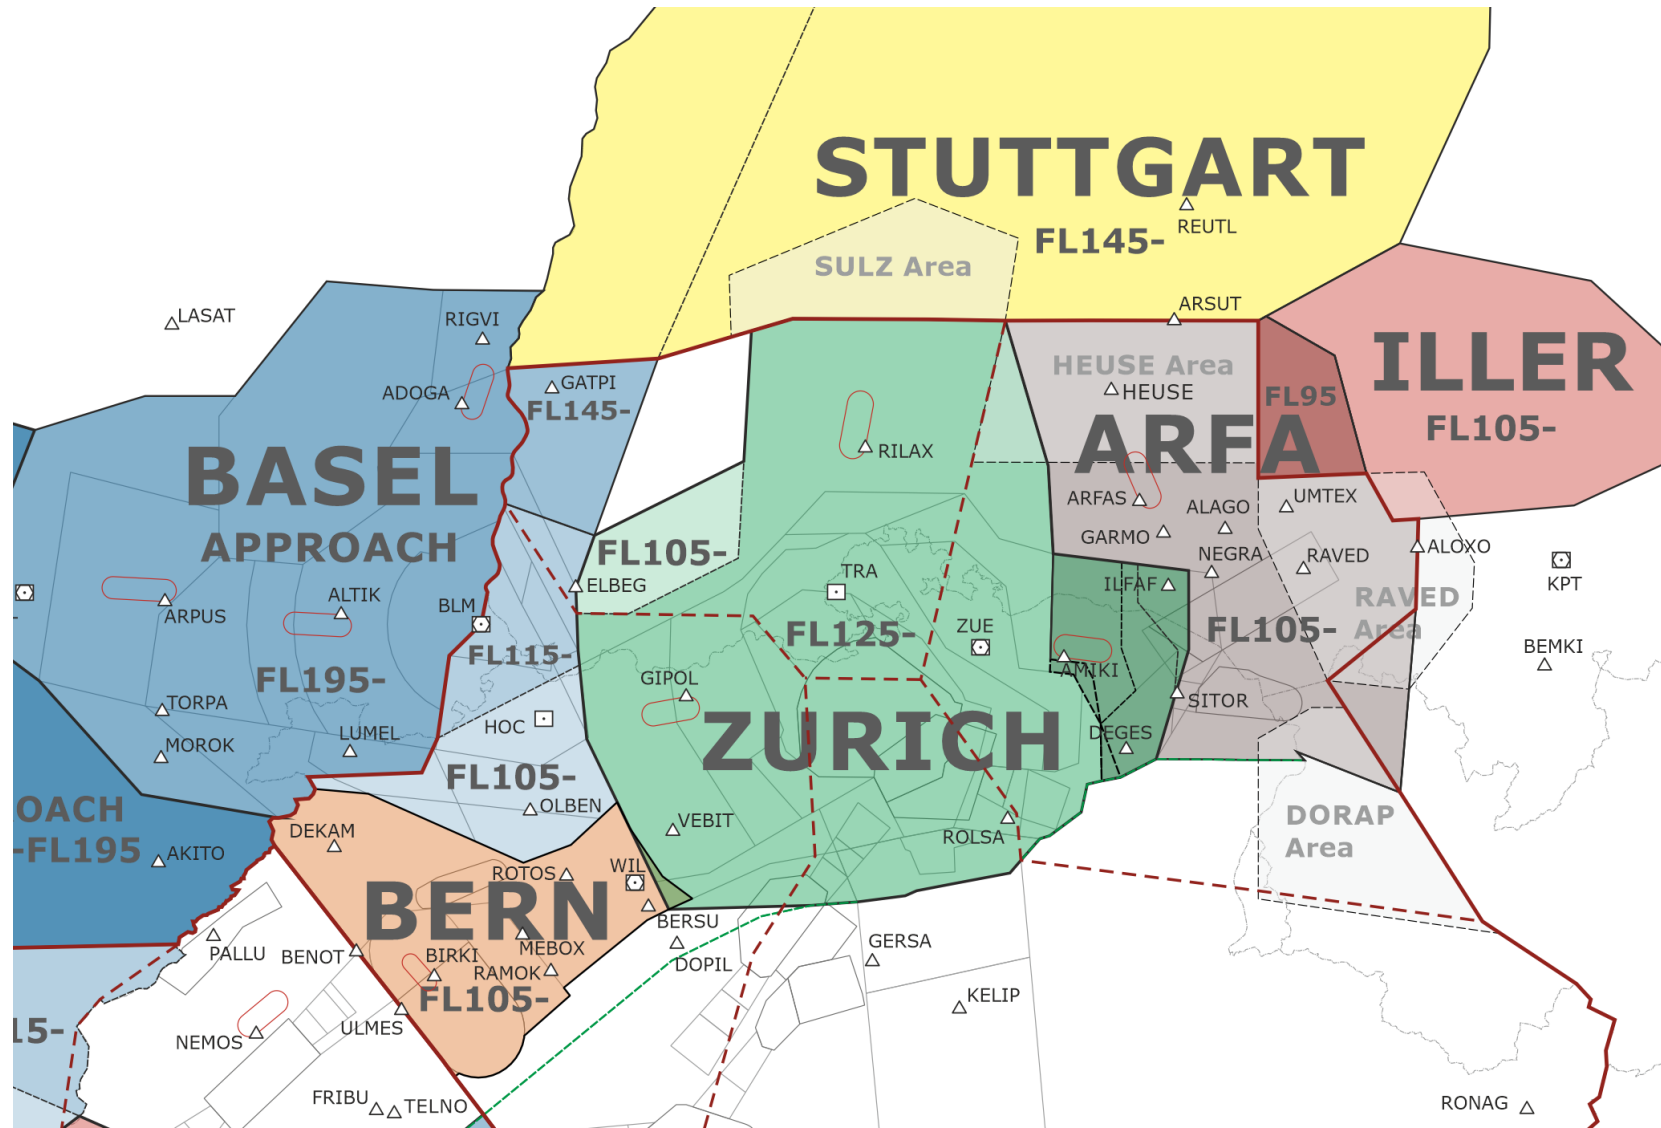 STUTTGART
REUTL
FL145-
SULZ Area
ARSUT
LASAT
RIGVI
ILLER
HEUSE Area
GATPI
ADOGA
HEUSE
FL95
FL145-
FL105-
ARFA
RILAX
BASEL
ARFAS
UMTEX
ALAGO
GARMO
APPROACH
FL105-
NEGRA
RAVED
ALOXO
TRA
ELBEG
ILFAF
KPT
ALTIK
BLM
RAVED
Area
ARPUS
FL125-
ZUE
FL105-
FL115-
BEMKI
AMIKI
FL195-
GIPOL
TORPA
SITOR
HOC
ZURICH
LUMEL
DEGES
MOROK
FL105-
OACH
OLBEN
DORAP
Area
VEBIT
DEKAM
ROLSA
-FL195
AKITO
WIL
ROTOS
BERN
BERSU
PALLU
BENOT
BIRKI
MEBOX
GERSA
DOPIL
RAMOK
FL105-
KELIP
15-
ULMES
NEMOS
FRIBU
TELNO
RONAG